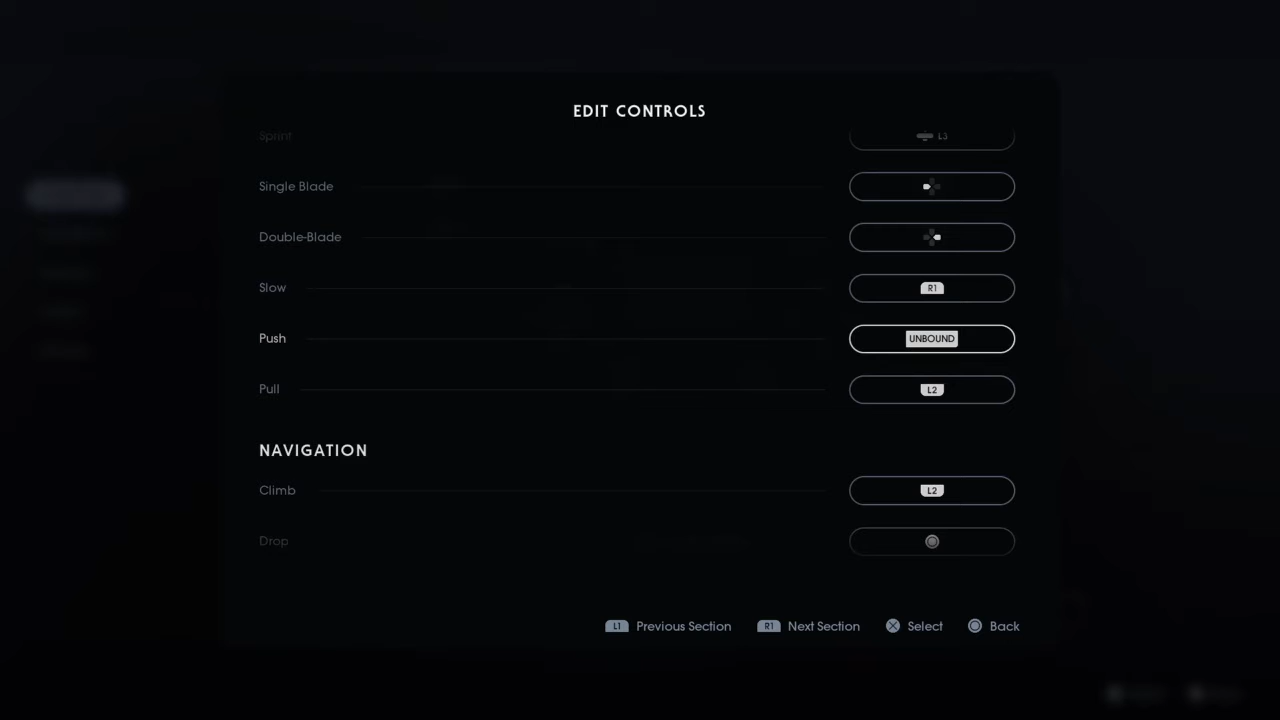 EDIT CONTROLS
Sprint L3
Single Blade
Double-Blade
Slow R1
Push UNBOUND
Pull L2
NAVIGATION
Climb L2
Drop
L1 Previous Section R1 Next Section Select Back